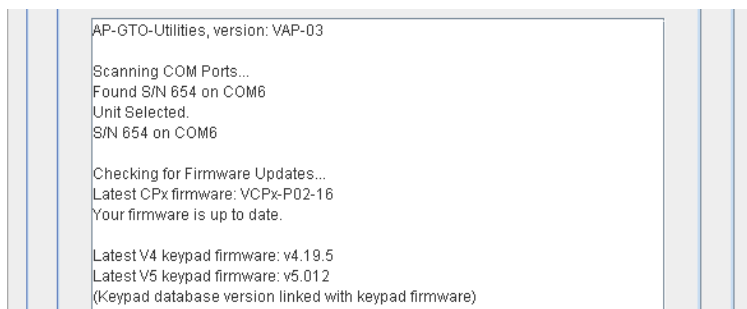 AP-GTO-Utilities, version: VAP-03
Scanning COM Ports...
Found S/N 654 on COM6
Unit Selected.
S/N 654 on COM6
Checking for Firmware Updates...
Latest CPx firmware: VCPx-P02-16
Your firmware is up to date.
Latest V4 keypad firmware: v4.19.5
Latest V5 keypad firmware: v5.012
(Keypad database version linked with keypad firmware)